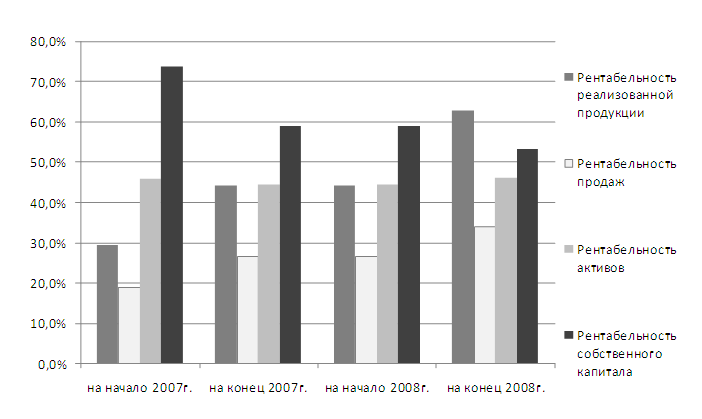 80,0%
70,0%
60,0%
50,0%
40,0%
30,0%
20,0%
10,0%
0,0%
на начало 2007г.
на конец 2007г.
на начало 2008г.
на конец 2008г.
Рентабельность
реализованной
продукции
Рентабельность
продаж
Рентабельность
активов
Рентабельность
собственного
капитала